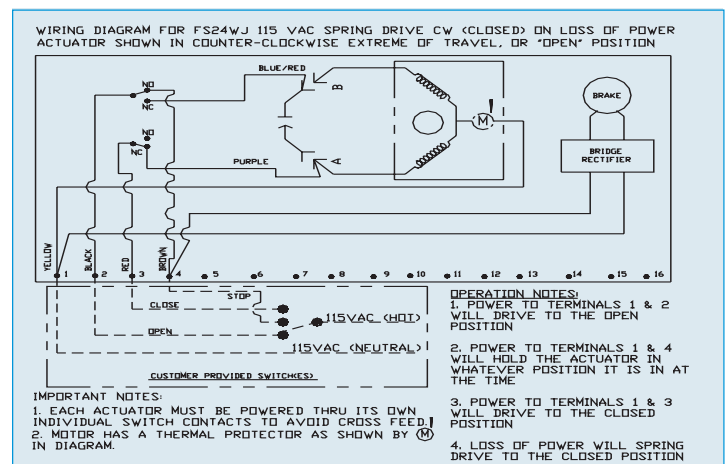 WIRING DIAGRAM FOR FS24WJ 115 VAC SPRING DRIVE CW (CLOSED) ON LOSS OF POWER
ACTUATOR SHOWN IN COUNTER-CLOCKWISE EXTREME OF TRAVEL, OR "OPEN" POSITION
BLUE/RED
NO
NC
B
M
!
BRAKE
BRIDGE
RECTIFIER
NO
NC
PURPLE
A
YELLOW
BLACK
RED
BROWN
1 2 3 4 5 6 7 8 9 10 11 12 13 14 15 16
STOP
CLOSE
OPEN
115VAC (HOT)
115VAC (NEUTRAL)
CUSTOMER PROVIDED SWITCH(ES)
IMPORTANT NOTES:
1. EACH ACTUATOR MUST BE POWERED THRU ITS OWN
INDIVIDUAL SWITCH CONTACTS TO AVOID CROSS FEED.!
2. MOTOR HAS A THERMAL PROTECTOR AS SHOWN BY M
IN DIAGRAM.
OPERATION NOTES:
1. POWER TO TERMINALS 1 & 2
WILL DRIVE TO THE OPEN
POSITION
2. POWER TO TERMINALS 1 & 4
WILL HOLD THE ACTUATOR IN
WHATEVER POSITION IT IS IN AT
THE TIME
3. POWER TO TERMINALS 1 & 3
WILL DRIVE TO THE CLOSED
POSITION
4. LOSS OF POWER WILL SPRING
DRIVE TO THE CLOSED POSITION